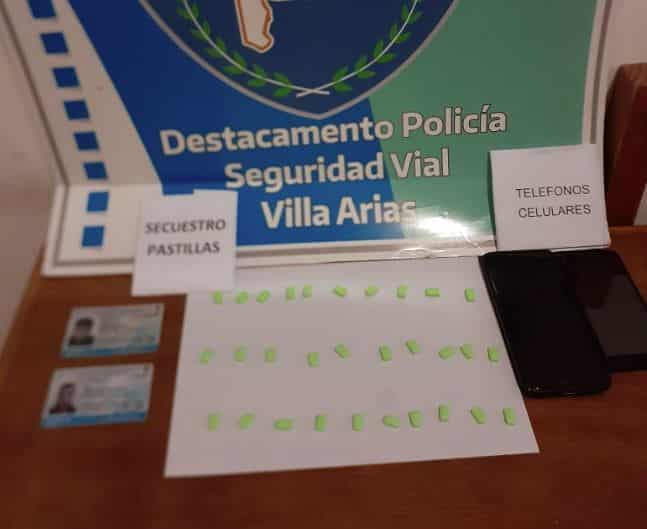 Destacamento Policía
Seguridad Vial
Villa Arias
SECUESTRO
PASTILLAS
TELEFONOS
CELULARES